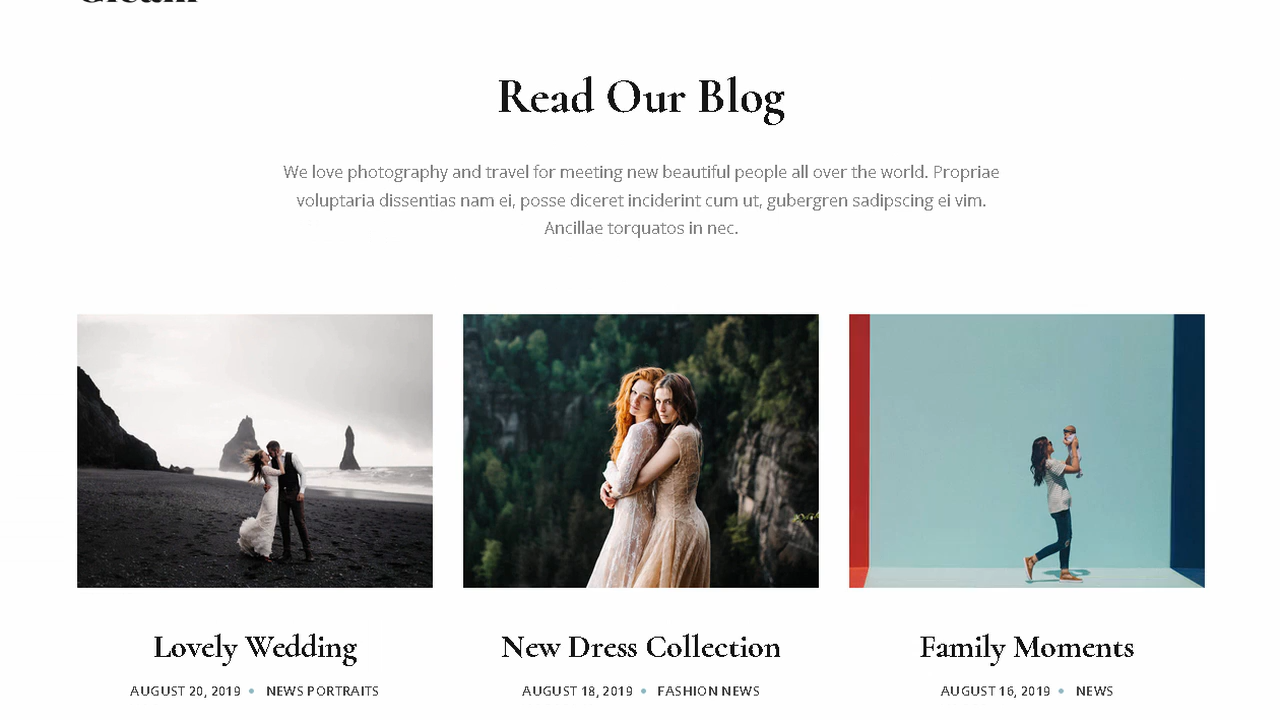 Read Our Blog
We love photography and travel for meeting new beautiful people all over the world. Propriae
voluptaria dissentias nam ei, posse diceret inciderint cum ut, gubergren sadipscing ei vim.
Ancillae torquatos in nec.
Lovely Wedding
New Dress Collection
Family Moments
AUGUST 20, 2019 • NEWS PORTRAITS
AUGUST 18, 2019 • FASHION NEWS
AUGUST 16, 2019 • NEWS